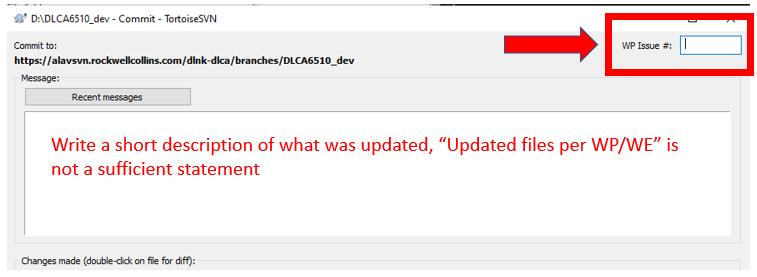 D:\DLCA6510_dev - Commit - TortoiseSVN
Commit to:
WP Issue #:
https://alavsvn.rockwellcollins.com/dlnk-dlca/branches/DLCA6510_dev
Message:
Recent messages
Write a short description of what was updated, “Updated files per WP/WE” is
not a sufficient statement
Changes made (double-click on file for diff):